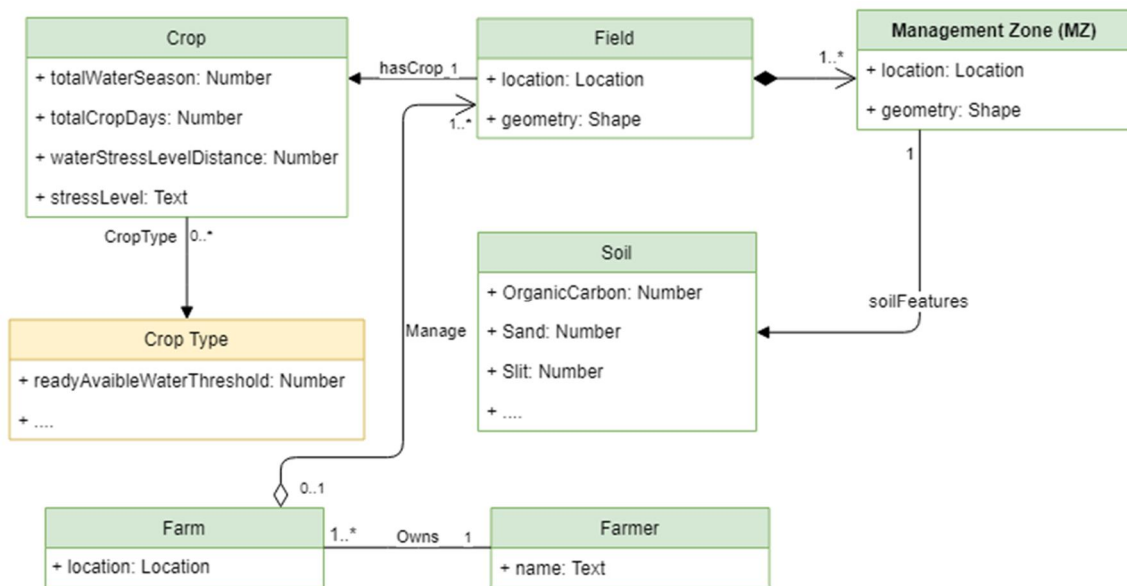 Crop
+ totalWaterSeason: Number
+ totalCropDays: Number
+ waterStressLevelDistance: Number
+ stressLevel: Text
hasCrop 1
Field
+ location: Location
+ geometry: Shape
1..*
1..*
Management Zone (MZ)
+ location: Location
+ geometry: Shape
1
CropType 0..*
Crop Type
+ readyAvaibleWaterThreshold: Number
+ ....
Manage
Soil
+ OrganicCarbon: Number
+ Sand: Number
+ Slit: Number
+ ....
soilFeatures
0..1
Farm
+ location: Location
1..* Owns 1
Farmer
+ name: Text